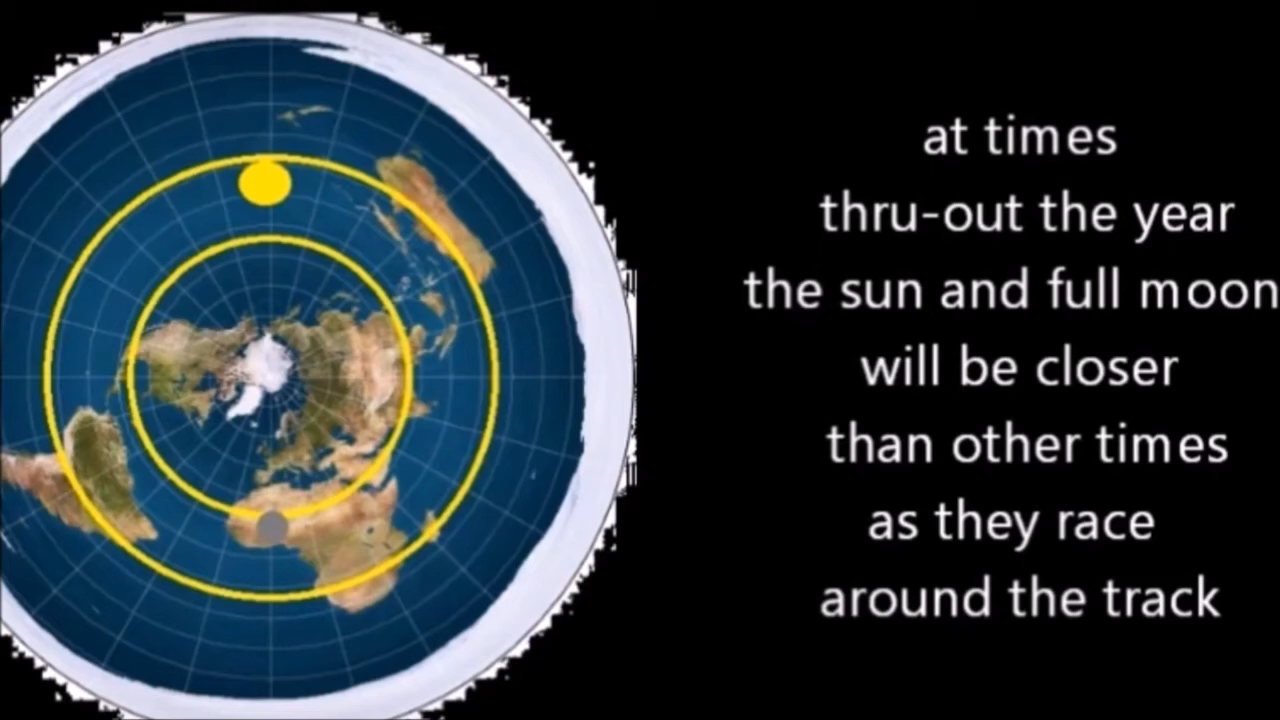 at times
thru-out the year
the sun and full moon
will be closer
than other times
as they race
around the track